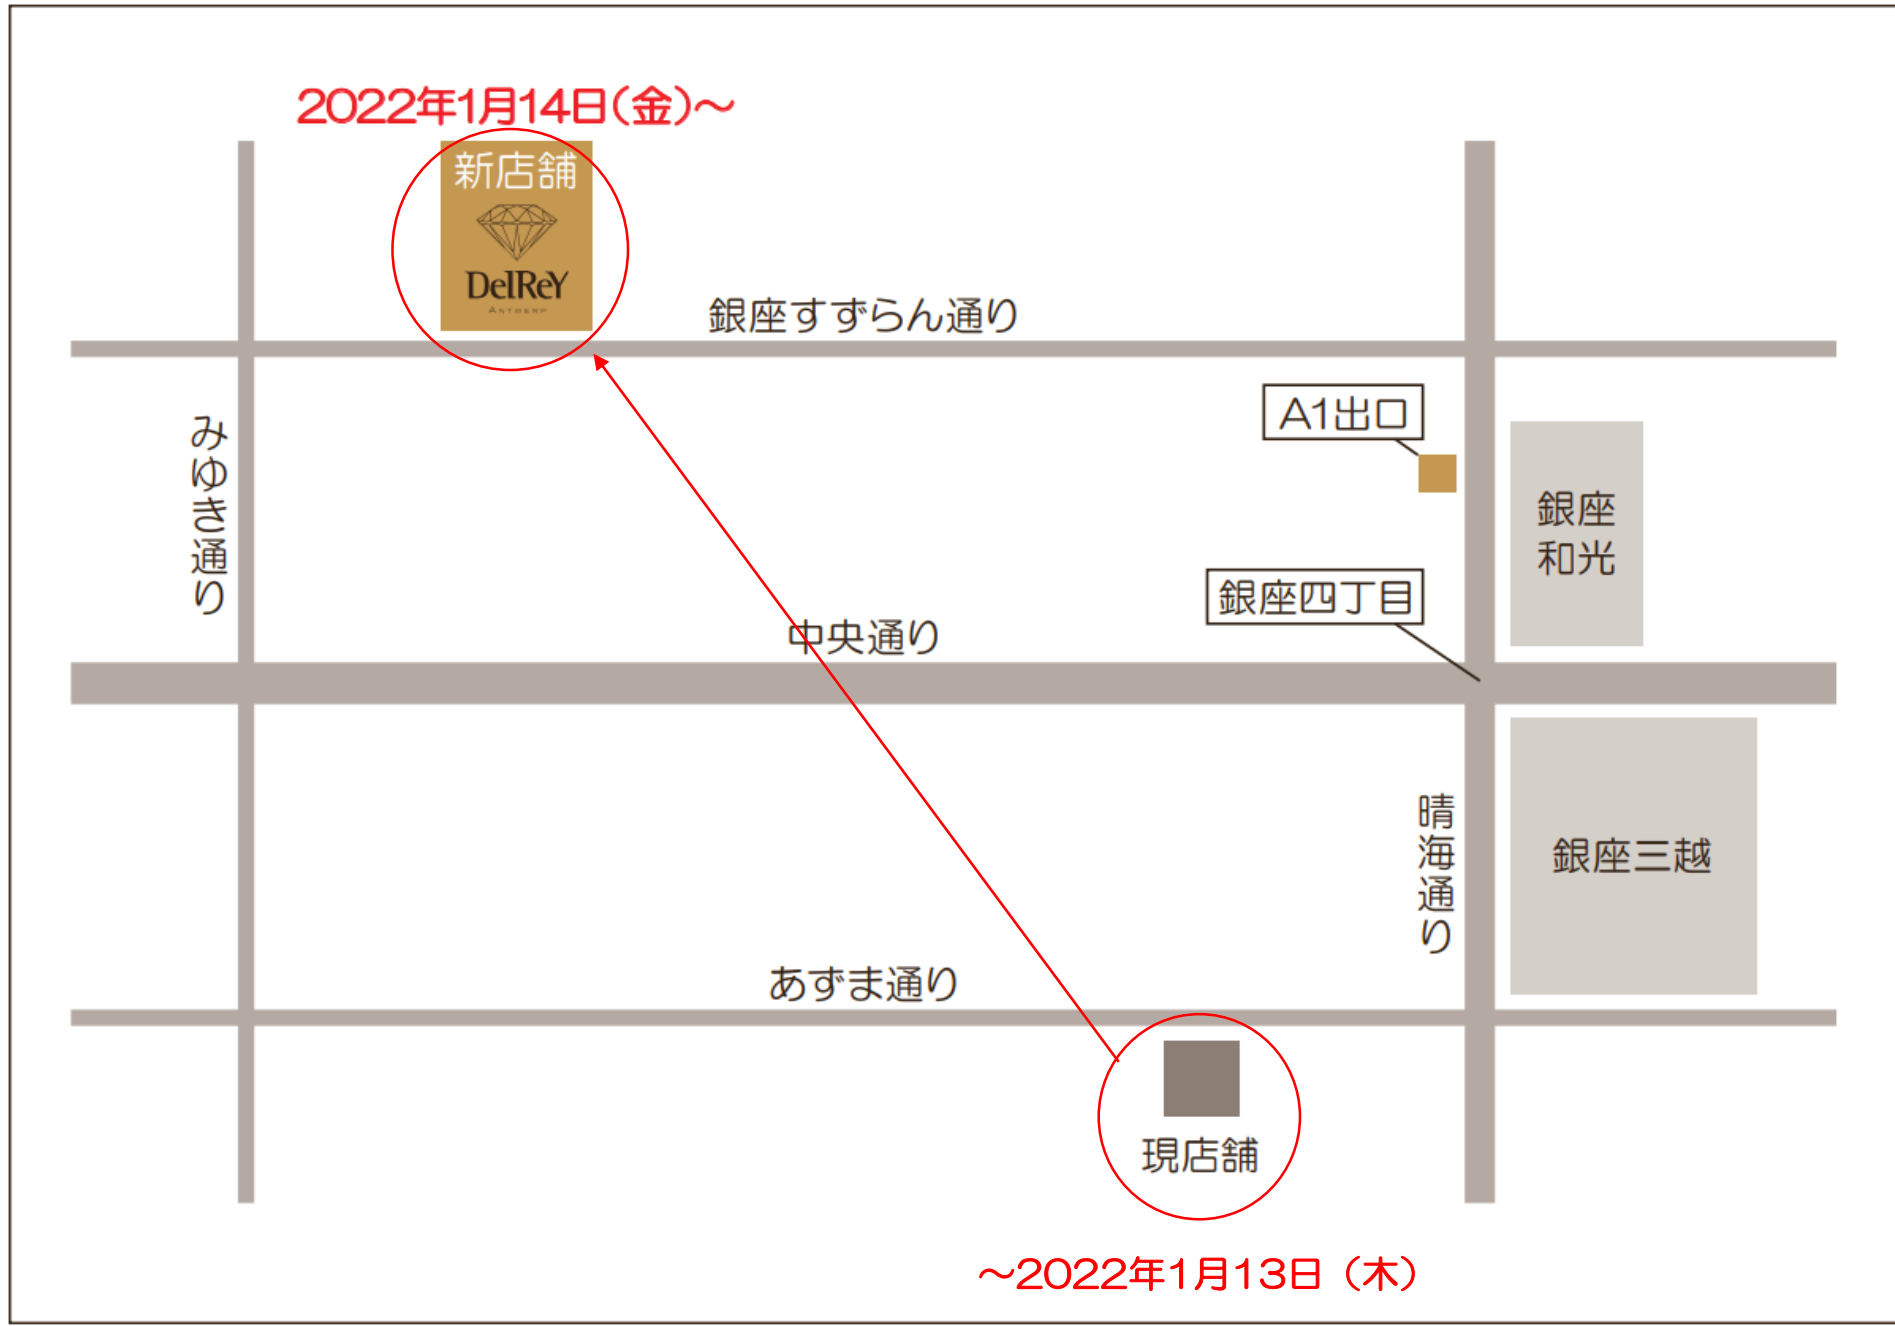 2022年1月14日(金)～
新店舗
DelReY
ANTWERP
銀座すずらん通り
A1出口
みゆき通り
銀座
和光
銀座四丁目
中央通り
晴海通り
銀座三越
あずま通り
現店舗
～2022年1月13日（木）